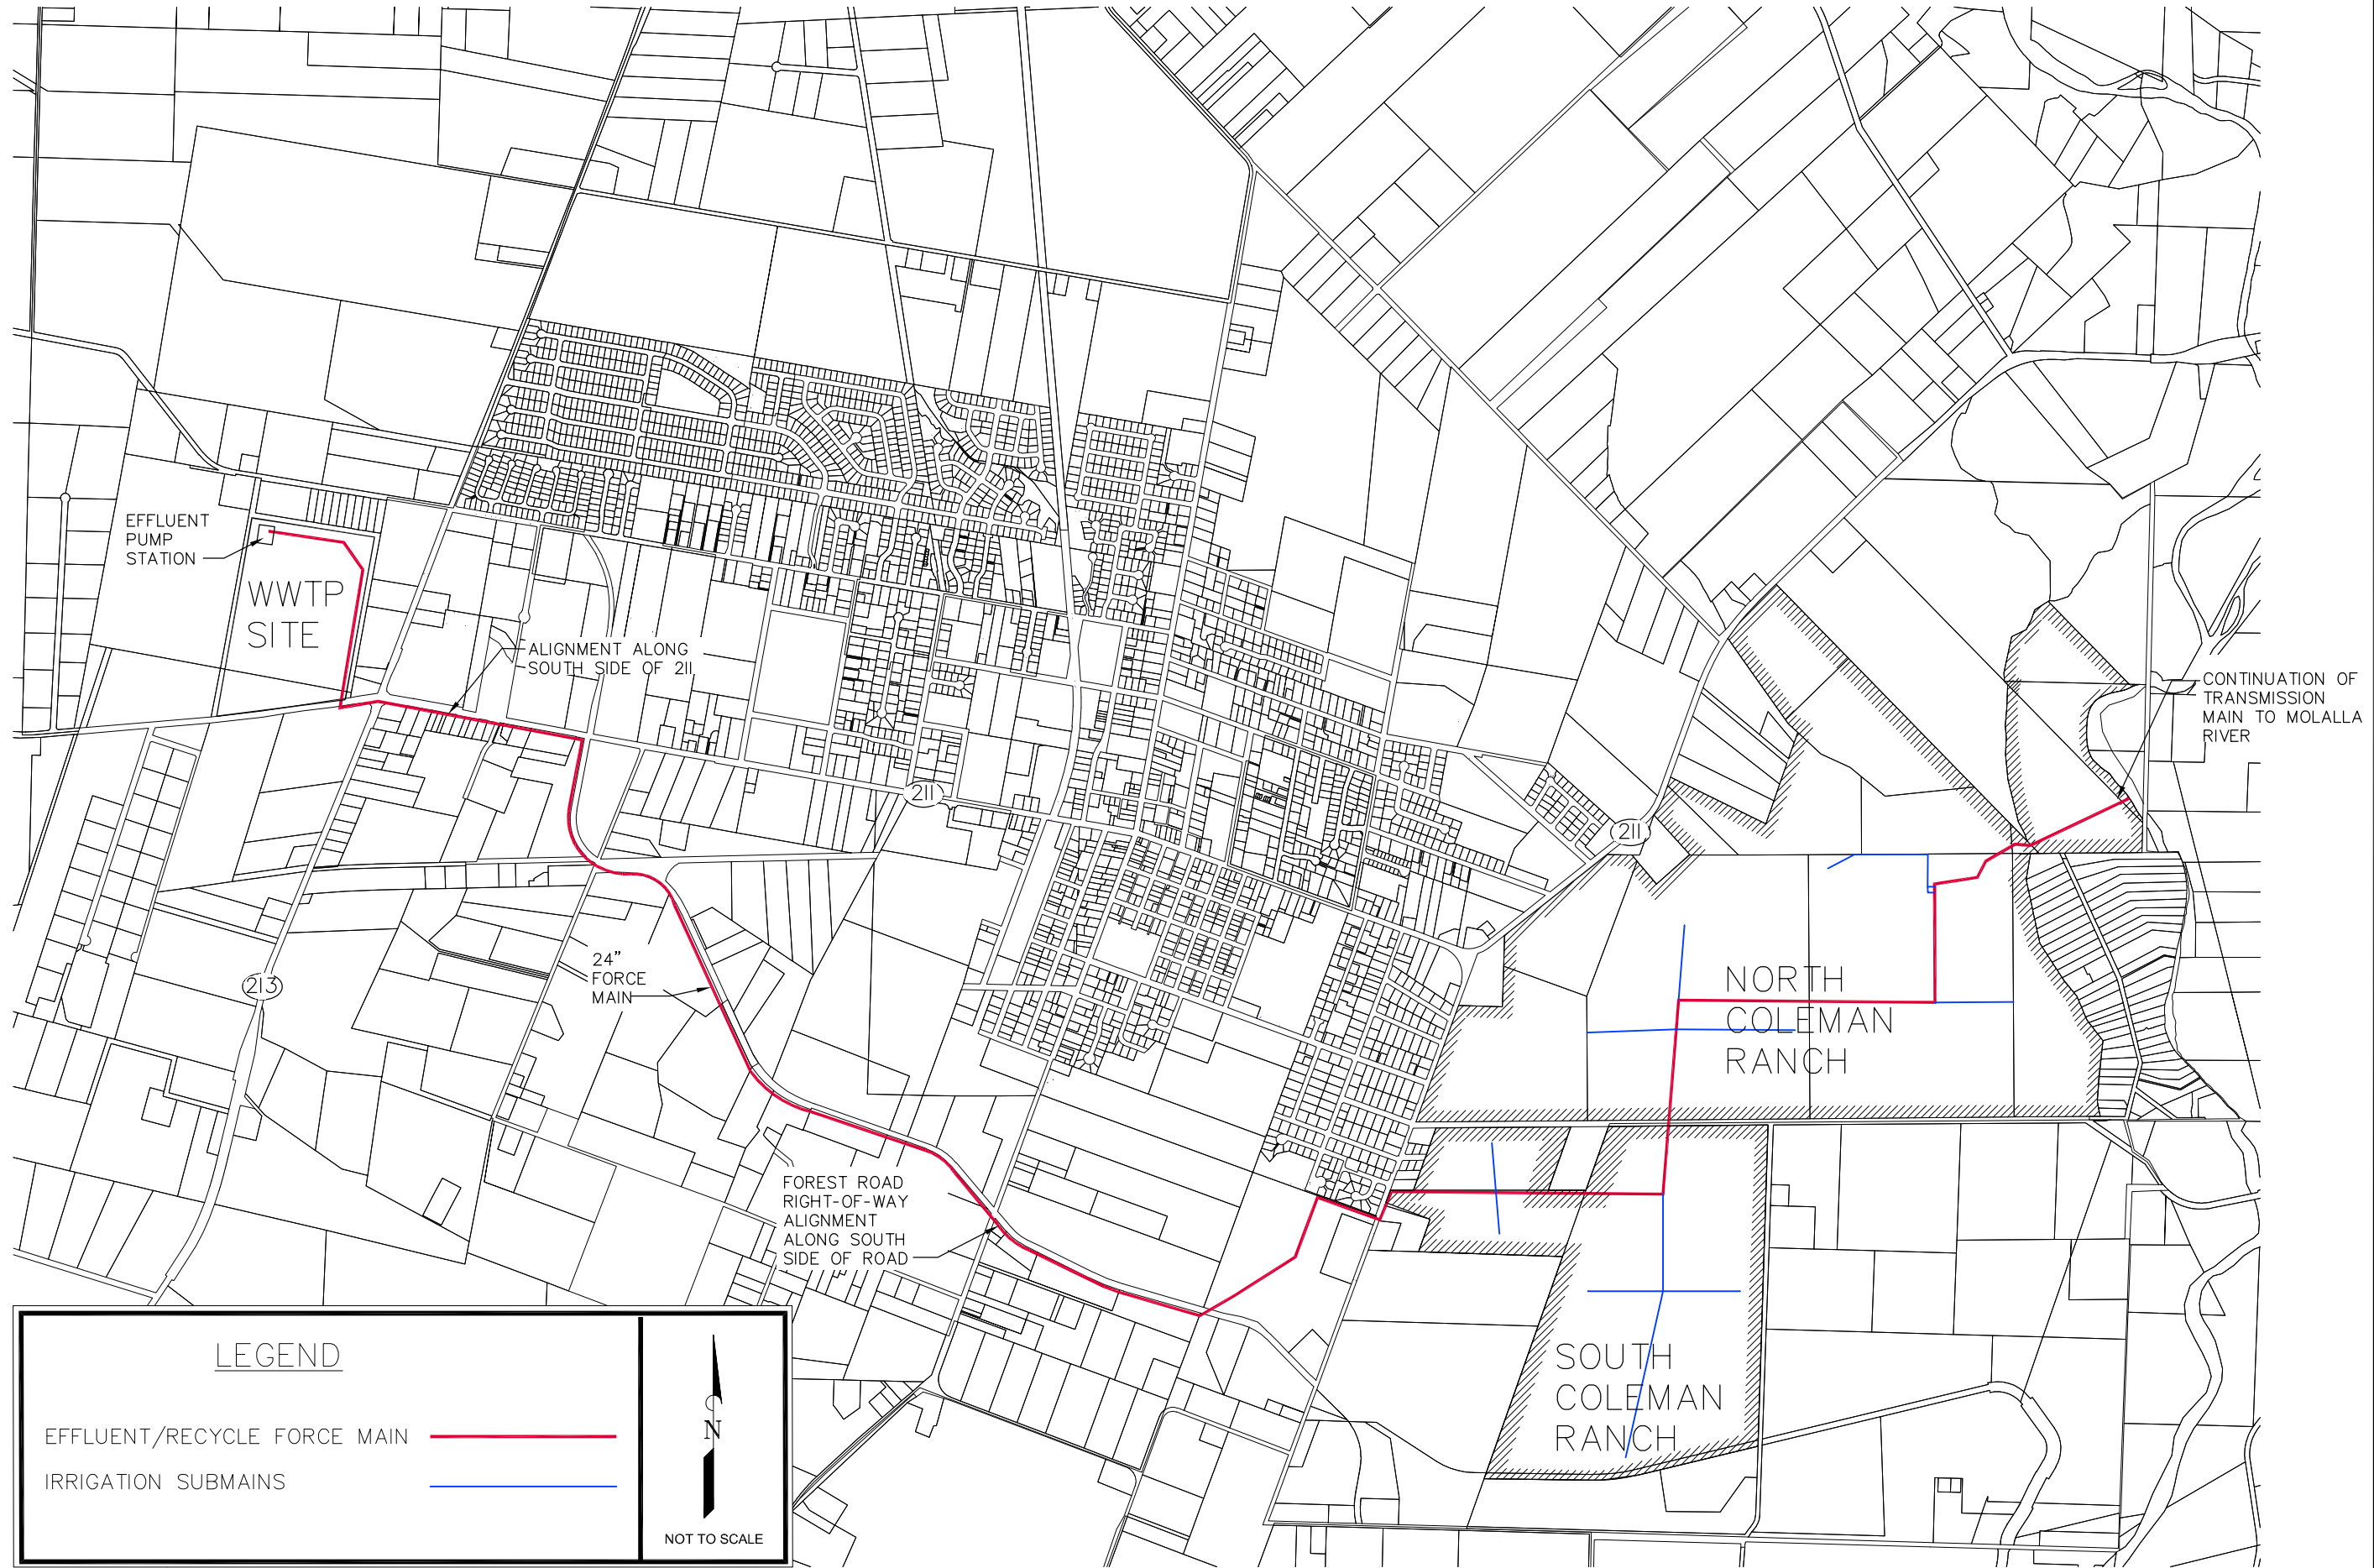 EFFLUENT
PUMP
STATION
WWTP
SITE
ALIGNMENT ALONG
SOUTH SIDE OF 211
CONTINUATION OF
TRANSMISSION
MAIN TO MOLALLA
RIVER
211
211
24"
FORCE
MAIN
213
NORTH
COLEMAN
RANCH
FOREST ROAD
RIGHT-OF-WAY
ALIGNMENT
ALONG SOUTH
SIDE OF ROAD
SOUTH
COLEMAN
RANCH
LEGEND
EFFLUENT/RECYCLE FORCE MAIN
IRRIGATION SUBMAINS
N
NOT TO SCALE